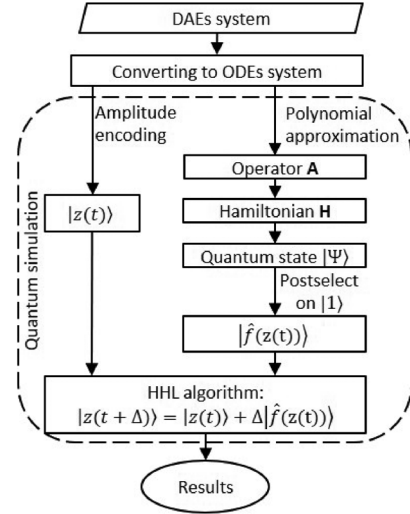 DAEs system
Converting to ODEs system
Amplitude
encoding
Polynomial
approximation
Operator A
Hamiltonian H
|z(t)⟩
Quantum state |Ψ⟩
Postselect
on |1⟩
|f̂(z(t))⟩
Quantum simulation
HHL algorithm:
|z(t + Δ)⟩ = |z(t)⟩ + Δ|f̂(z(t))⟩
Results